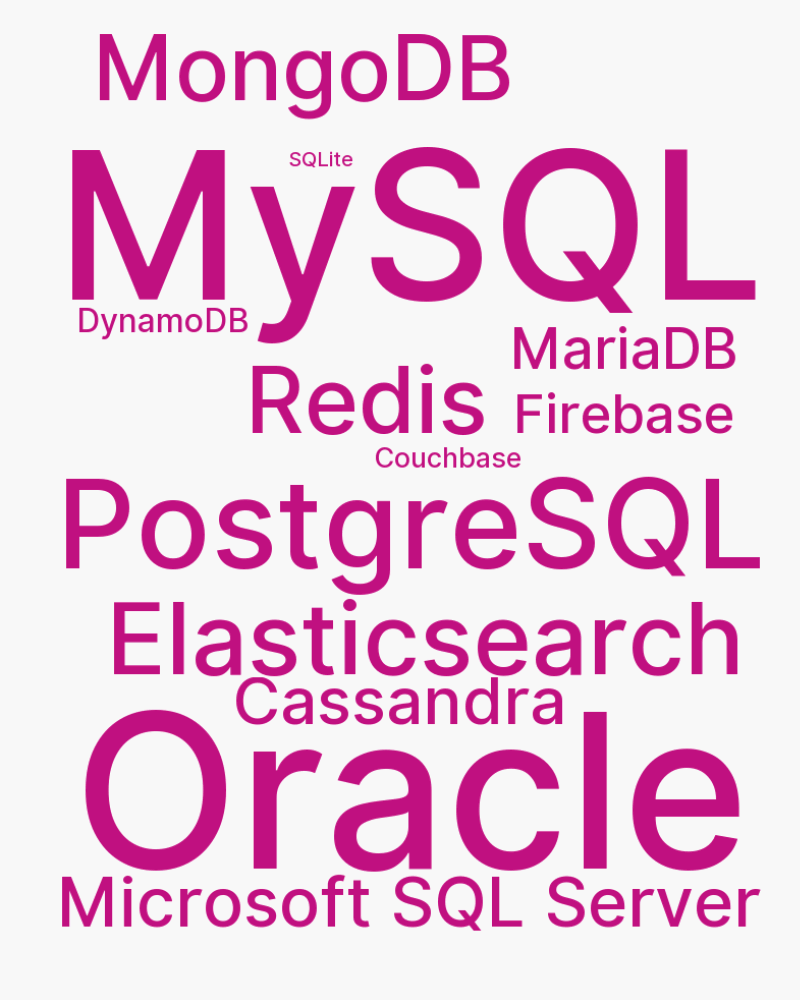 MongoDB
SQLite
MySQL
DynamoDB
MariaDB
Redis
Firebase
Couchbase
PostgreSQL
Elasticsearch
Cassandra
Oracle
Microsoft SQL Server